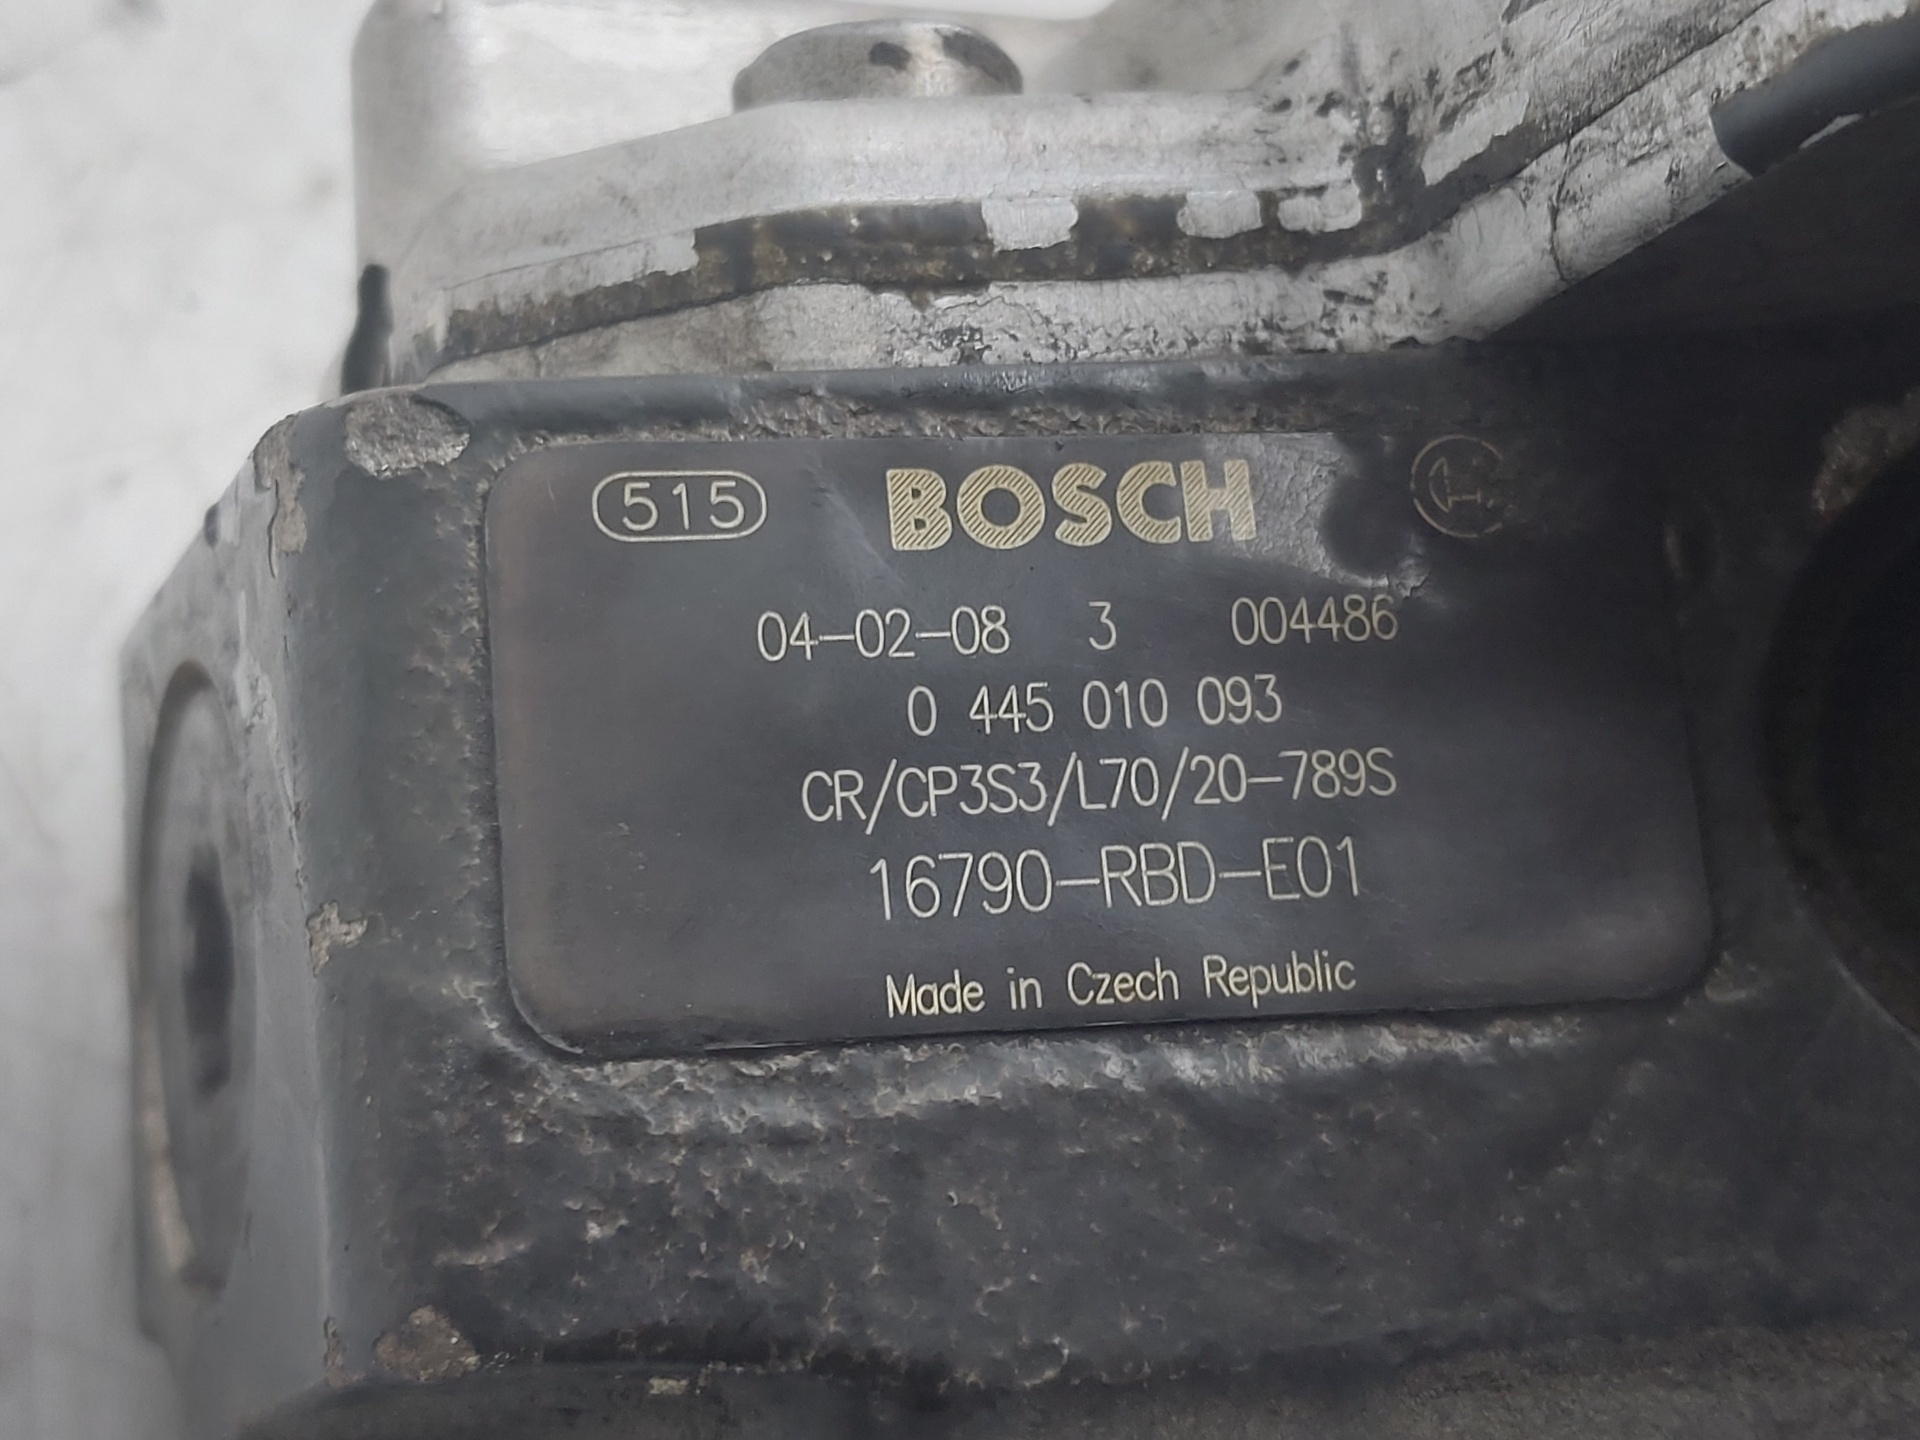 515 BOSCH
04-02-08 3 004486
0 445 010 093
CR/CP3S3/L70/20-789S
16790-RBD-E01
Made in Czech Republic